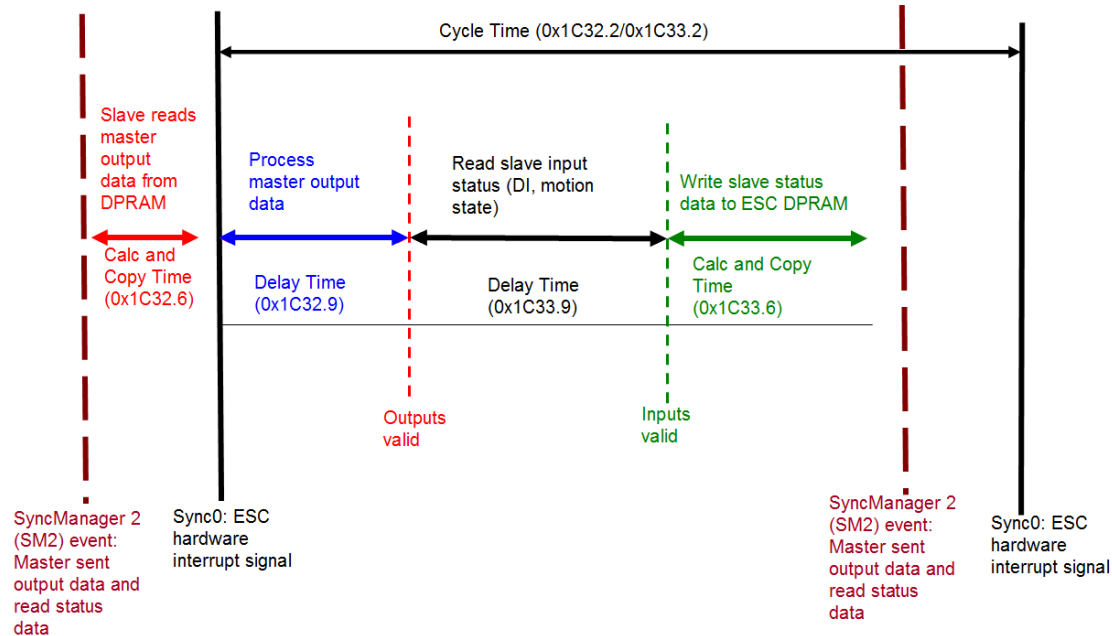 Cycle Time (0x1C32.2/0x1C33.2)
Slave reads
master
output
data from
DPRAM
Process
master output
data
Read slave input
status (DI, motion
state)
Write slave status
data to ESC DPRAM
Calc and
Copy Time
(0x1C32.6)
Delay Time
(0x1C32.9)
Delay Time
(0x1C33.9)
Calc and Copy
Time
(0x1C33.6)
Outputs
valid
Inputs
valid
SyncManager 2
(SM2) event:
Master sent
output data and
read status
data
Sync0: ESC
hardware
interrupt signal
SyncManager 2
(SM2) event:
Master sent
output data and
read status
data
Sync0: ESC
hardware
interrupt signal